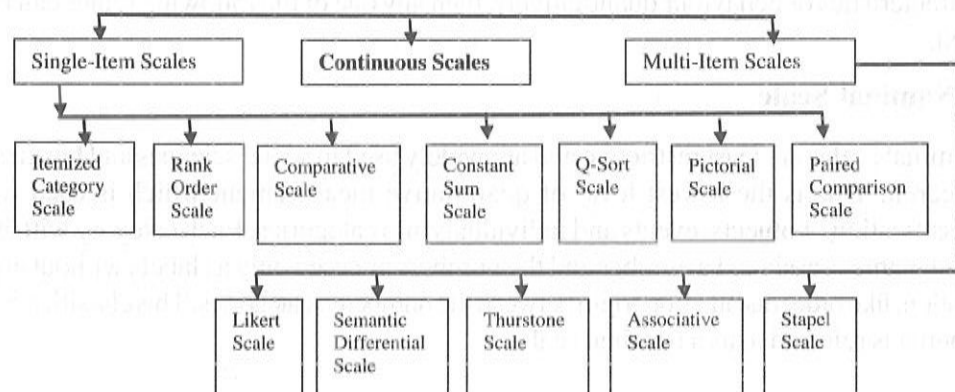 Single-Item Scales
Continuous Scales
Multi-Item Scales
Itemized
Category
Scale
Rank
Order
Scale
Comparative
Scale
Constant
Sum
Scale
Q-Sort
Scale
Pictorial
Scale
Paired
Comparison
Scale
Likert
Scale
Semantic
Differential
Scale
Thurstone
Scale
Associative
Scale
Stapel
Scale